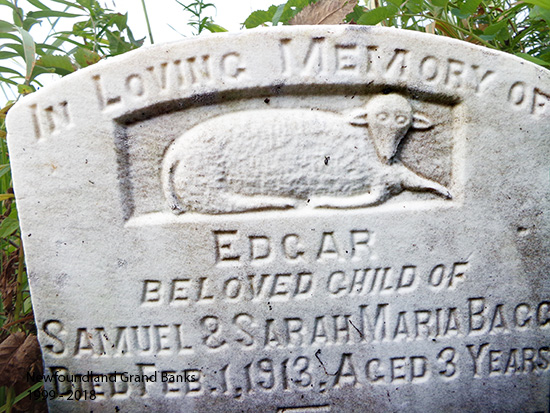 IN LOVING MEMORY OF
EDGAR
BELOVED CHILD OF
SAMUEL & SARAH MARIA BAGG
DIED FEB. 1, 1913, AGED 3 YEARS
Newfoundland Grand Banks
1999 - 2018